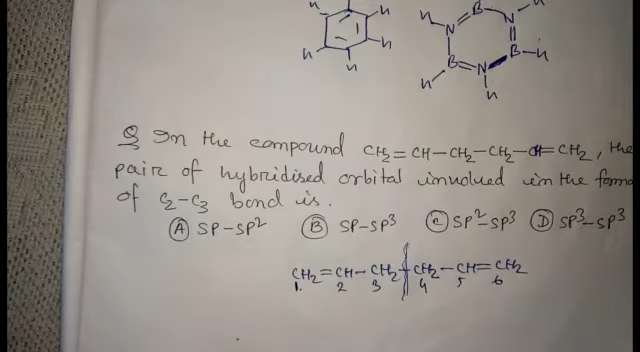 H H H H H H
H N B N H
B N B H
H H
Q In the compound CH2=CH-CH2-CH2-CH=CH2, the
pair of hybridised orbital involved in the forma
of C2-C3 bond is.
(A) SP-SP² (B) SP-SP³ (C) SP²-SP³ (D) SP³-SP³
CH2=CH-CH2-CH2-CH=CH2
1. 2 3 4 5 6